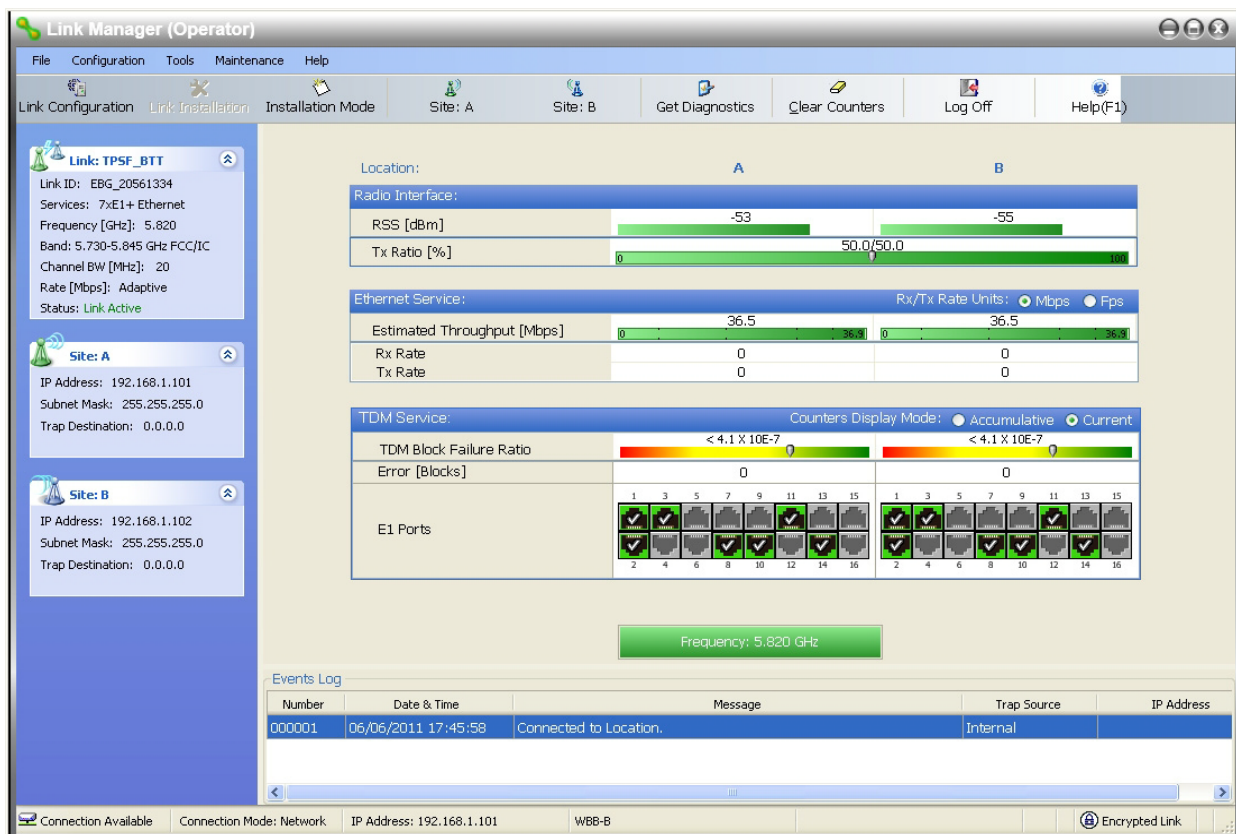 Link Manager (Operator)
File Configuration Tools Maintenance Help
Link Configuration Link Installation Installation Mode Site: A Site: B Get Diagnostics Clear Counters Log Off Help(F1)
Link: TPSF_BTT
Link ID: EBG_20561334
Services: 7xE1+ Ethernet
Frequency [GHz]: 5.820
Band: 5.730-5.845 GHz FCC/IC
Channel BW [MHz]: 20
Rate [Mbps]: Adaptive
Status: Link Active
Site: A
IP Address: 192.168.1.101
Subnet Mask: 255.255.255.0
Trap Destination: 0.0.0.0
Site: B
IP Address: 192.168.1.102
Subnet Mask: 255.255.255.0
Trap Destination: 0.0.0.0
Location: A B
Radio Interface:
RSS [dBm] -53 -55
Tx Ratio [%] 50.0/50.0
0 100
Ethernet Service: Rx/Tx Rate Units: Mbps Fps
Estimated Throughput [Mbps] 36.5 36.5
0 36.9 0 36.9
Rx Rate 0 0
Tx Rate 0 0
TDM Service: Counters Display Mode: Accumulative Current
TDM Block Failure Ratio < 4.1 X 10E-7 < 4.1 X 10E-7
Error [Blocks] 0 0
1 3 5 7 9 11 13 15 1 3 5 7 9 11 13 15
E1 Ports
2 4 6 8 10 12 14 16 2 4 6 8 10 12 14 16
Frequency: 5.820 GHz
Events Log
Number Date & Time Message Trap Source IP Address
000001 06/06/2011 17:45:58 Connected to Location. Internal
Connection Available Connection Mode: Network IP Address: 192.168.1.101 WBB-B Encrypted Link